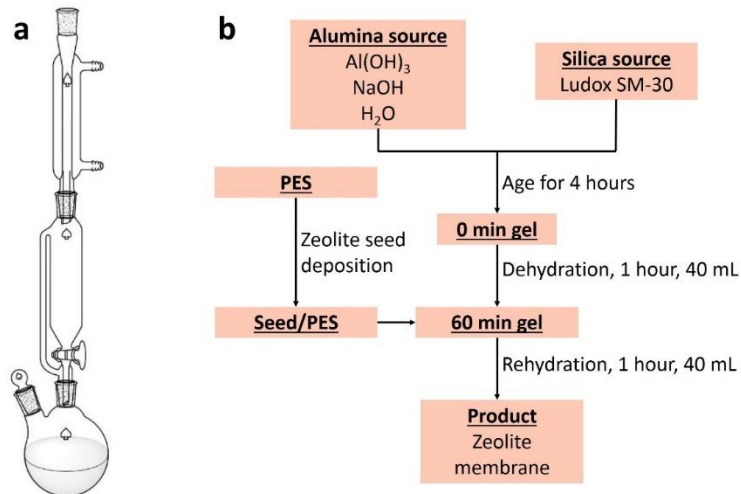 a
b
Alumina source
Al(OH)₃
NaOH
H₂O
Silica source
Ludox SM-30
Age for 4 hours
PES
0 min gel
Zeolite seed
deposition
Dehydration, 1 hour, 40 mL
Seed/PES
60 min gel
Rehydration, 1 hour, 40 mL
Product
Zeolite
membrane